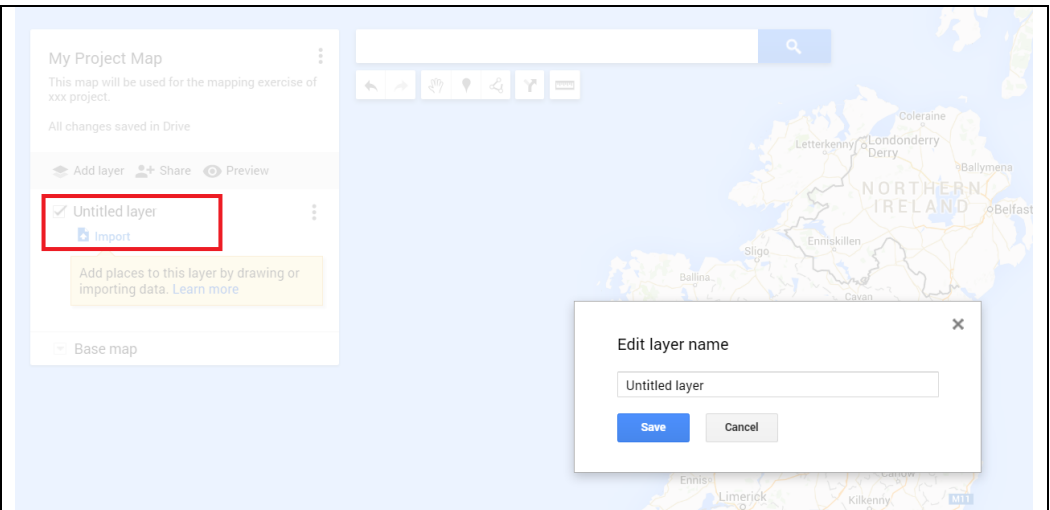 My Project Map
This map will be used for the mapping exercise of
xxx project.
All changes saved in Drive
Add layer Share Preview
Untitled layer
Import
Add places to this layer by drawing or
importing data. Learn more
Base map
Coleraine
Letterkenny
Londonderry
Derry
Ballymena
NORTHERN
IRELAND
Belfast
Enniskillen
Sligo
Ballina
Cavan
Edit layer name
Untitled layer
Save Cancel
Ennis
Carlow
Limerick
Kilkenny
M11